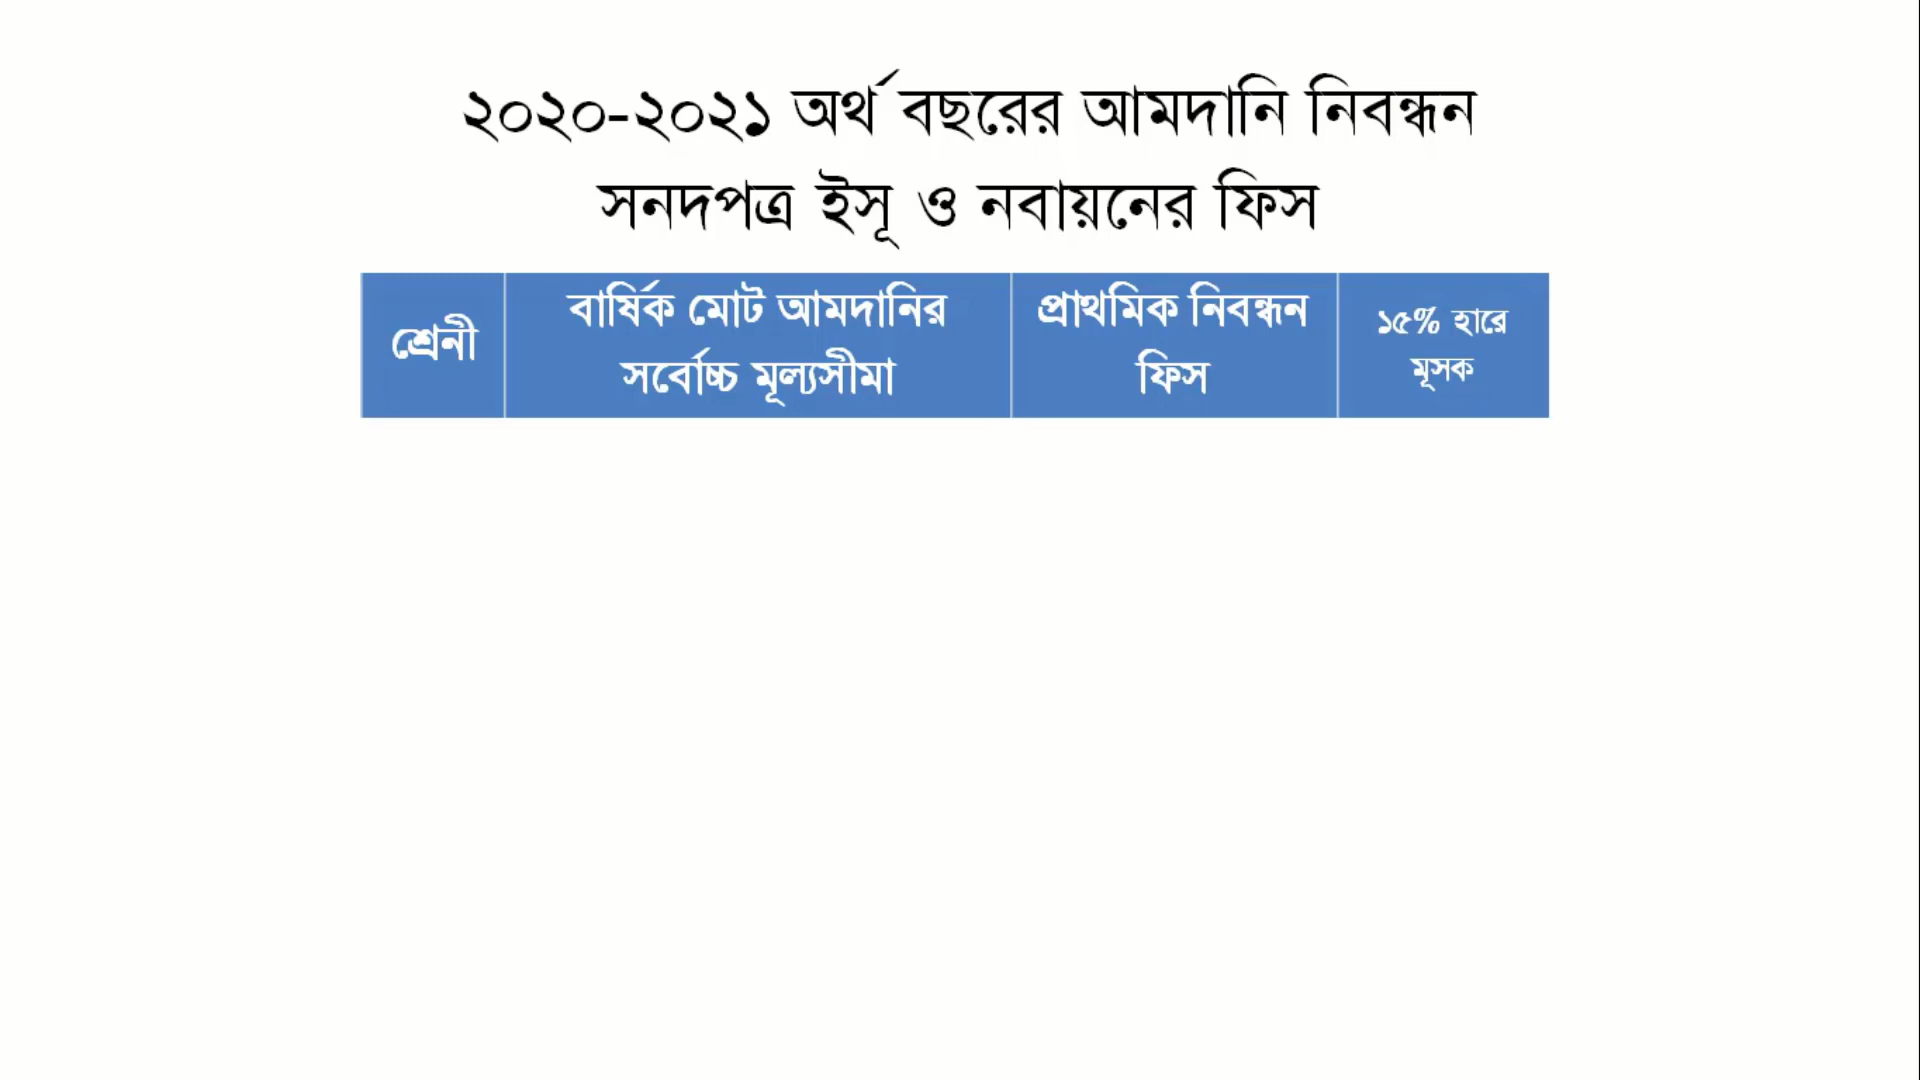 ২০২০-২০২১ অর্থ বছরের আমদানি নিবন্ধন
সনদপত্র ইসূ ও নবায়নের ফিস
শ্রেনী
বার্ষিক মোট আমদানির
সর্বোচ্চ মূল্যসীমা
প্রাথমিক নিবন্ধন
ফিস
১৫% হারে
মূসক